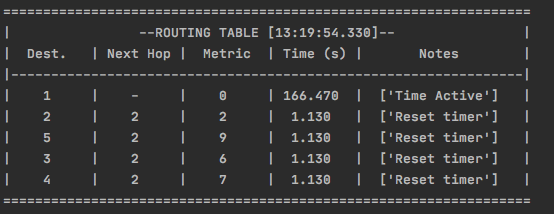 ==================================================================
|                --ROUTING TABLE [13:19:54.330]--                |
|  Dest.   | Next Hop |  Metric  | Time (s) |       Notes         |
|----------------------------------------------------------------|
|    1     |    –     |    0     | 166.470  |  ['Time Active']    |
|    2     |    2     |    2     |  1.130   |  ['Reset timer']    |
|    5     |    2     |    9     |  1.130   |  ['Reset timer']    |
|    3     |    2     |    6     |  1.130   |  ['Reset timer']    |
|    4     |    2     |    7     |  1.130   |  ['Reset timer']    |
==================================================================